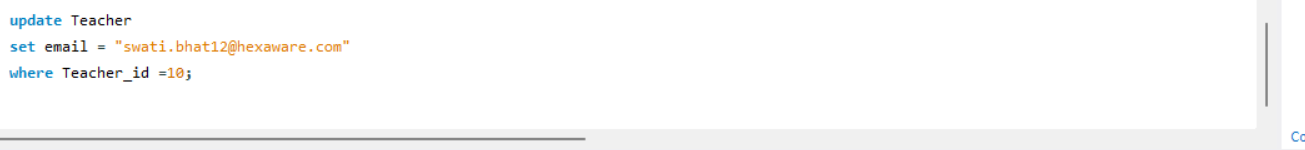 update Teacher
set email = "swati.bhat12@hexaware.com"
where Teacher_id =10;